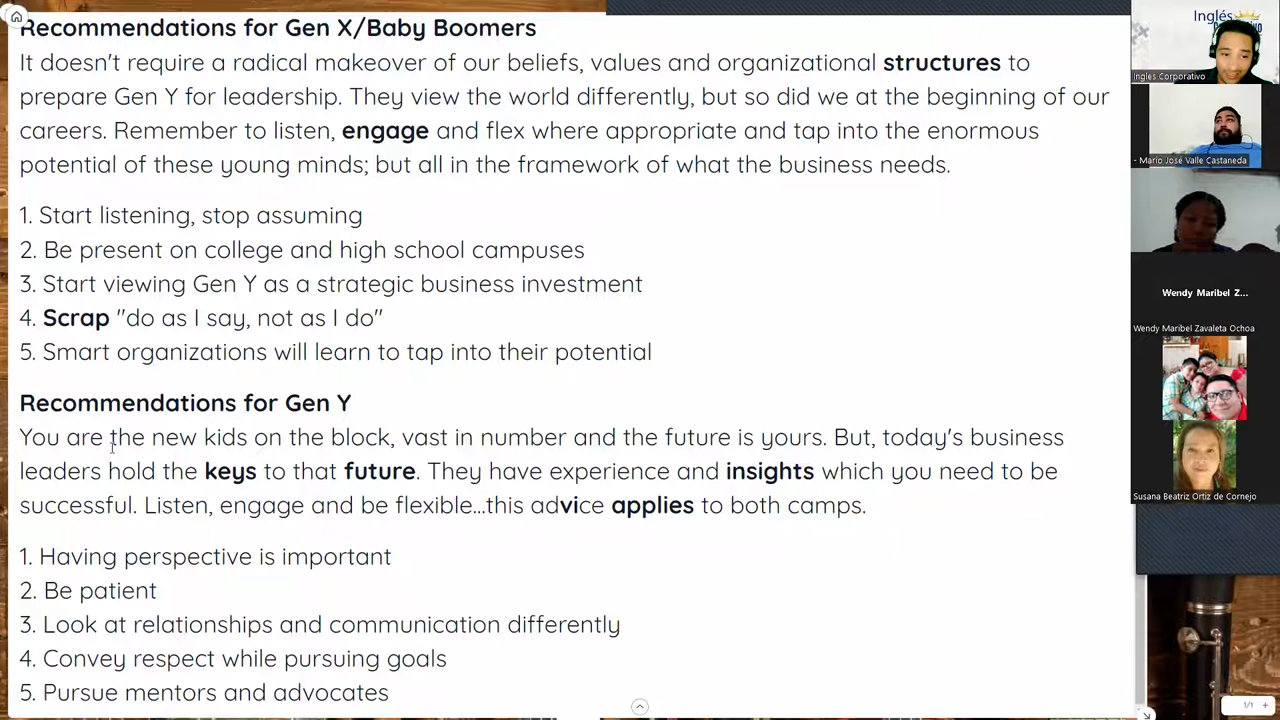 Recommendations for Gen X/Baby Boomers
It doesn't require a radical makeover of our beliefs, values and organizational structures to
prepare Gen Y for leadership. They view the world differently, but so did we at the beginning of our
careers. Remember to listen, engage and flex where appropriate and tap into the enormous
potential of these young minds; but all in the framework of what the business needs.
1. Start listening, stop assuming
2. Be present on college and high school campuses
3. Start viewing Gen Y as a strategic business investment
4. Scrap "do as I say, not as I do"
5. Smart organizations will learn to tap into their potential
Recommendations for Gen Y
You are the new kids on the block, vast in number and the future is yours. But, today's business
leaders hold the keys to that future. They have experience and insights which you need to be
successful. Listen, engage and be flexible...this advice applies to both camps.
1. Having perspective is important
2. Be patient
3. Look at relationships and communication differently
4. Convey respect while pursuing goals
5. Pursue mentors and advocates
Inglés
Ingles Corporativo
- Mario José Valle Castaneda
Wendy Maribel Z...
Wendy Maribel Zavaleta Ochoa
Susana Beatriz Ortiz de Cornejo
1/1